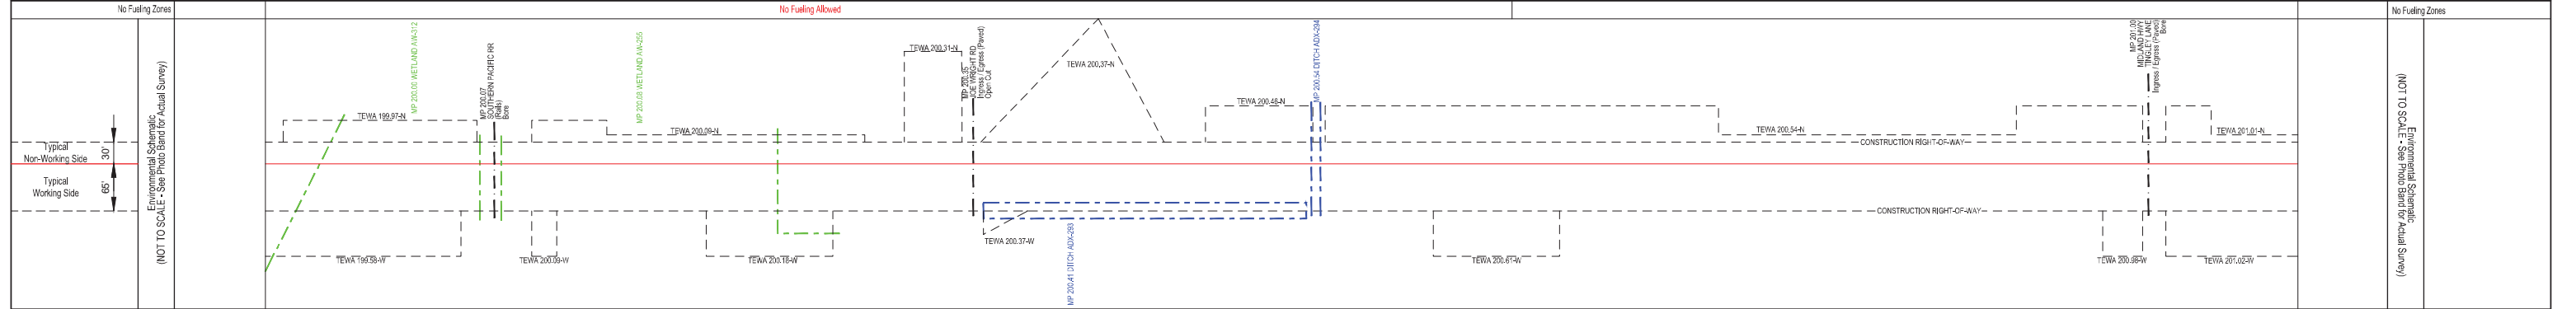 No Fueling Zones
No Fueling Allowed
No Fueling Zones
Typical
Non-Working Side
30'
Typical
Working Side
65'
Environmental Schematic
(NOT TO SCALE - See Photo Band for Actual Survey)
TEWA 199.97-N
MP 200.00 WETLAND AW-312
MP 200.07
SOUTHERN PACIFIC RR
(Rails)
Bore
MP 200.08 WETLAND AW-255
TEWA 200.09-N
TEWA 200.31-N
MP 200.35
JOE WRIGHT RD
Ingress / Egress (Paved)
Open Cut
TEWA 200.37-N
TEWA 200.46-N
MP 200.54 DITCH ADX-294
TEWA 200.54-N
CONSTRUCTION RIGHT-OF-WAY
MP 201.00
MIDLAND HWY
TINGLEY LANE
Ingress / Egress (Paved)
Bore
TEWA 201.01-N
TEWA 199.58-W
TEWA 200.09-W
TEWA 200.18-W
TEWA 200.37-W
MP 200.41 DITCH ADX-293
TEWA 200.61-W
CONSTRUCTION RIGHT-OF-WAY
TEWA 200.98-W
TEWA 201.02-W
Environmental Schematic
(NOT TO SCALE - See Photo Band for Actual Survey)